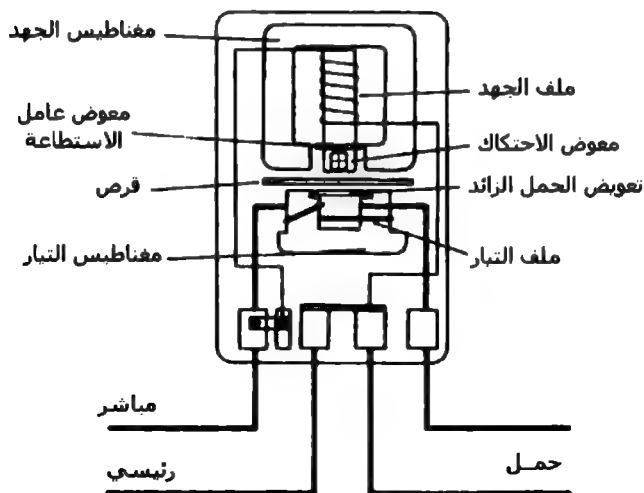 مغناطيس الجهد
ملف الجهد
معوض عامل
الاستطاعة
معوض الاحتكاك
قرص
تعويض الحمل الزائد
مغناطيس التيار
ملف التيار
مباشر
رئيسي
حمــل